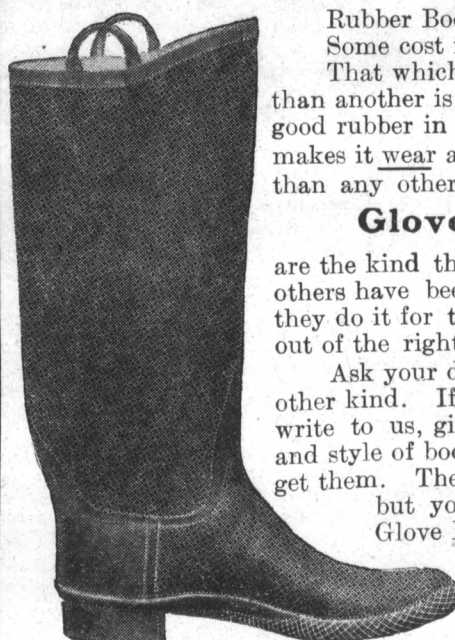 Rubber Boo
Some cost
That which
than another is
good rubber in
makes it wear a
than any other
Glove
are the kind th
others have bee
they do it for t
out of the right
Ask your d
other kind. If
write to us, gi
and style of boo
get them. The
but yo
Glove